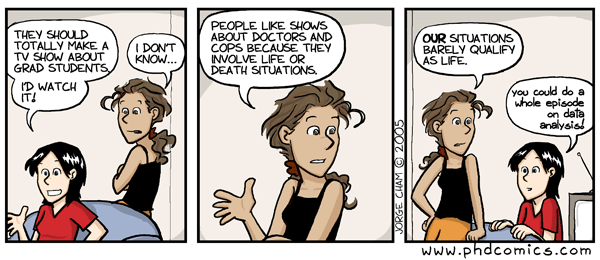 THEY SHOULD
TOTALLY MAKE A
TV SHOW ABOUT
GRAD STUDENTS.
I'D WATCH
IT!
I DON'T
KNOW...
PEOPLE LIKE SHOWS
ABOUT DOCTORS AND
COPS BECAUSE THEY
INVOLVE LIFE OR
DEATH SITUATIONS.
JORGE CHAM © 2005
OUR SITUATIONS
BARELY QUALIFY
AS LIFE.
you could do a
whole episode
on data
analysis!
www.phdcomics.com